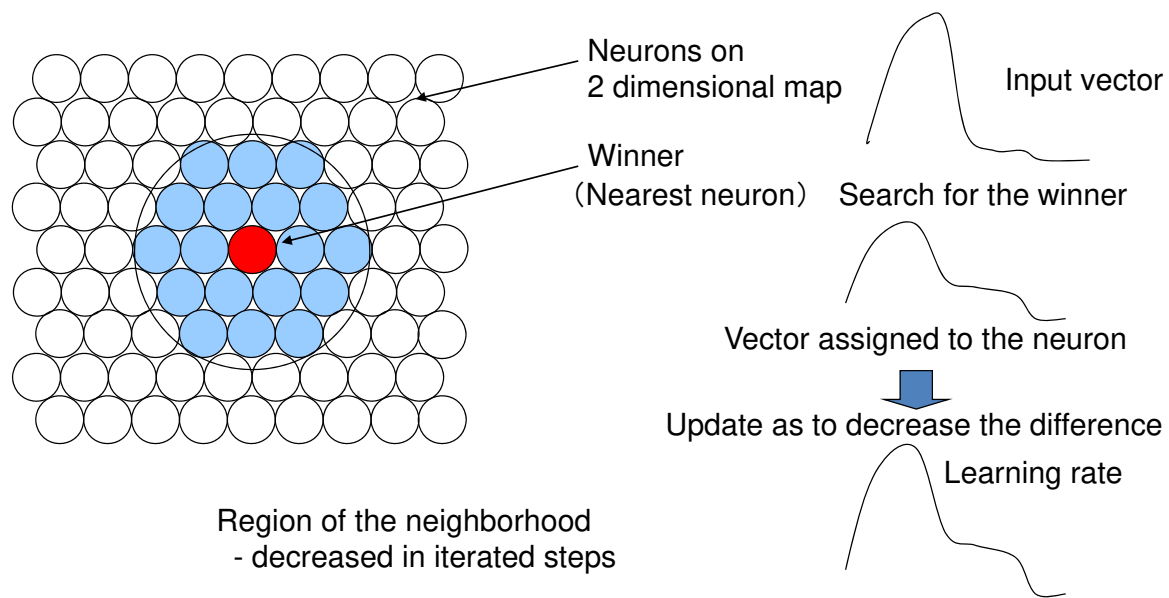 Neurons on
2 dimensional map
Input vector
Winner
（Nearest neuron）
Search for the winner
Vector assigned to the neuron
Update as to decrease the difference
Learning rate
Region of the neighborhood
- decreased in iterated steps